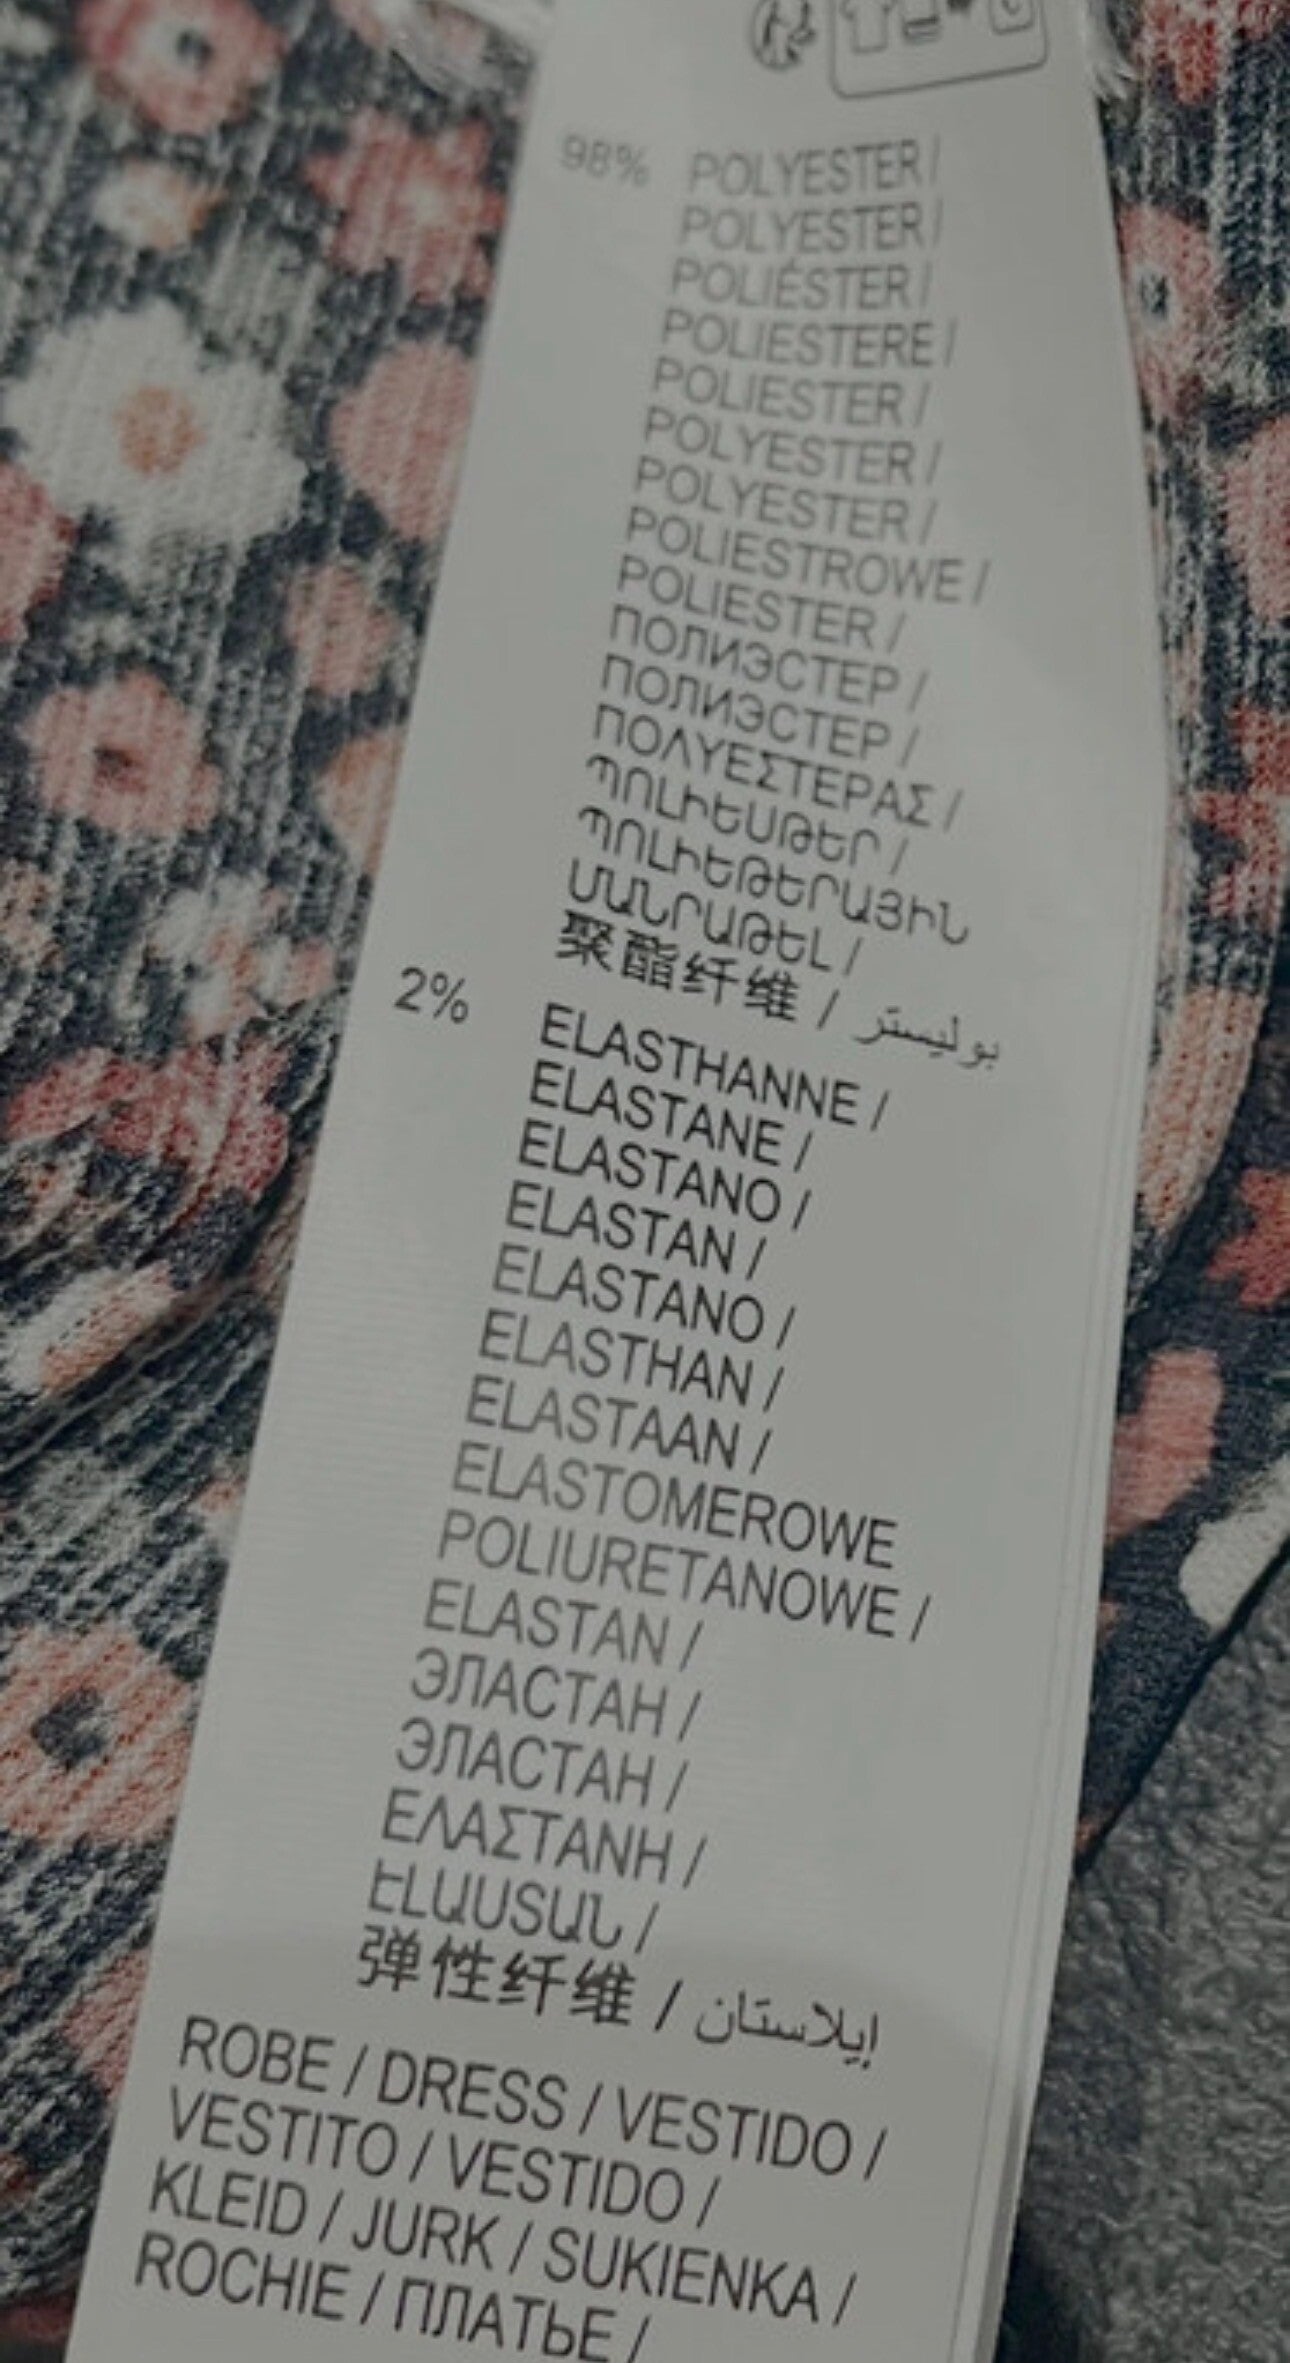 98% POLYESTER /
POLYESTER /
POLIÉSTER /
POLIESTERE /
POLIESTER /
POLYESTER /
POLYESTER /
POLIESTROWE /
POLIESTER /
ПОЛИЭСТЕР /
ПОЛИЭСТЕР /
ΠΟΛΥΕΣΤΕΡΑΣ /
ՊՈԼԻԵՍԹԵՐ /
ՊՈԼԻԵԹԵՐԱՅԻՆ
ՄԱՆՐԱԹԵԼ /
聚酯纤维 / بوليستر
2% ELASTHANNE /
ELASTANE /
ELASTANO /
ELASTAN /
ELASTANO /
ELASTHAN /
ELASTAAN /
ELASTOMEROWE
POLIURETANOWE /
ELASTAN /
ЭЛАСТАН /
ЭЛАСТАН /
ΕΛΑΣΤΑΝΗ /
ԷԼԱՍՏԱՆ /
弹性纤维 / إيلاستان
ROBE / DRESS / VESTIDO /
VESTITO / VESTIDO /
KLEID / JURK / SUKIENKA /
ROCHIE / ПЛАТЬЕ /